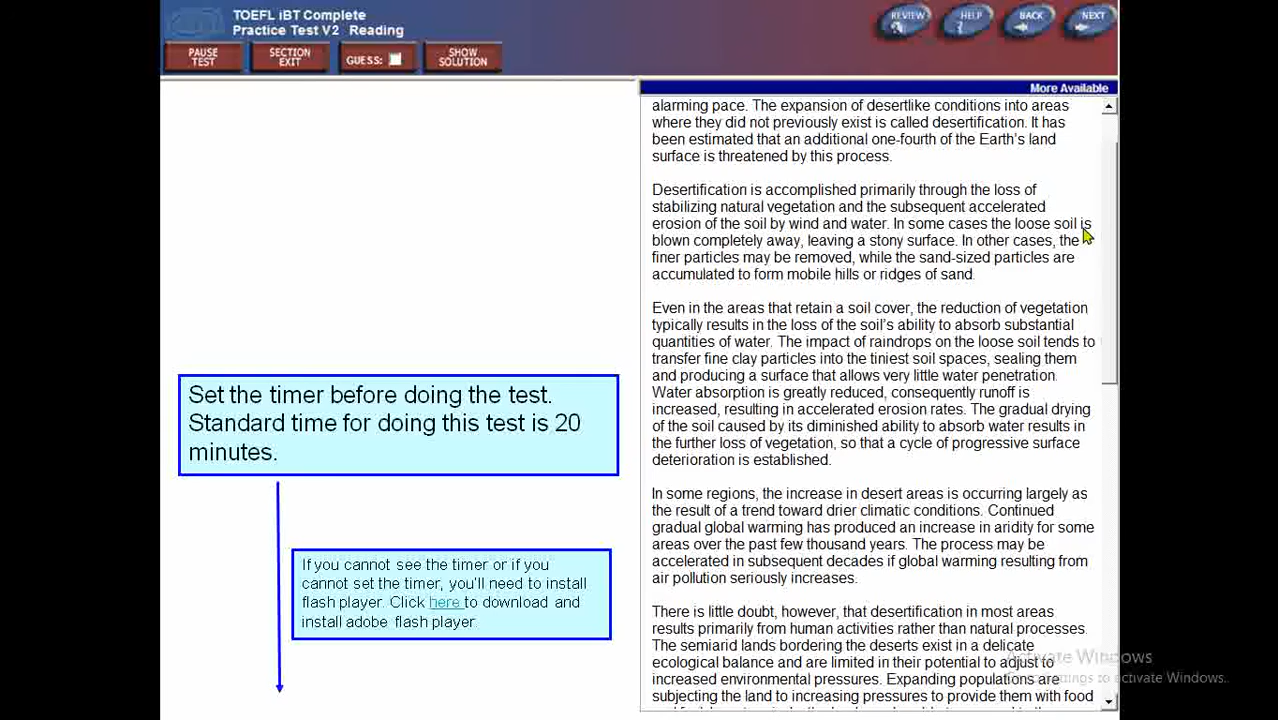 TOEFL iBT Complete
Practice Test V2 Reading
REVIEW
HELP
BACK
NEXT
PAUSE
TEST
SECTION
EXIT
GUESS:
SHOW
SOLUTION
More Available
alarming pace. The expansion of desertlike conditions into areas
where they did not previously exist is called desertification. It has
been estimated that an additional one-fourth of the Earth's land
surface is threatened by this process.
Desertification is accomplished primarily through the loss of
stabilizing natural vegetation and the subsequent accelerated
erosion of the soil by wind and water. In some cases the loose soil is
blown completely away, leaving a stony surface. In other cases, the
finer particles may be removed, while the sand-sized particles are
accumulated to form mobile hills or ridges of sand.
Even in the areas that retain a soil cover, the reduction of vegetation
typically results in the loss of the soil's ability to absorb substantial
quantities of water. The impact of raindrops on the loose soil tends to
transfer fine clay particles into the tiniest soil spaces, sealing them
and producing a surface that allows very little water penetration.
Water absorption is greatly reduced, consequently runoff is
increased, resulting in accelerated erosion rates. The gradual drying
of the soil caused by its diminished ability to absorb water results in
the further loss of vegetation, so that a cycle of progressive surface
deterioration is established.
In some regions, the increase in desert areas is occurring largely as
the result of a trend toward drier climatic conditions. Continued
gradual global warming has produced an increase in aridity for some
areas over the past few thousand years. The process may be
accelerated in subsequent decades if global warming resulting from
air pollution seriously increases.
There is little doubt, however, that desertification in most areas
results primarily from human activities rather than natural processes.
The semiarid lands bordering the deserts exist in a delicate
ecological balance and are limited in their potential to adjust to
increased environmental pressures. Expanding populations are
subjecting the land to increasing pressures to provide them with food
Set the timer before doing the test.
Standard time for doing this test is 20
minutes.
If you cannot see the timer or if you
cannot set the timer, you'll need to install
flash player. Click here to download and
install adobe flash player.
Activate Windows
settings to activate Windows.